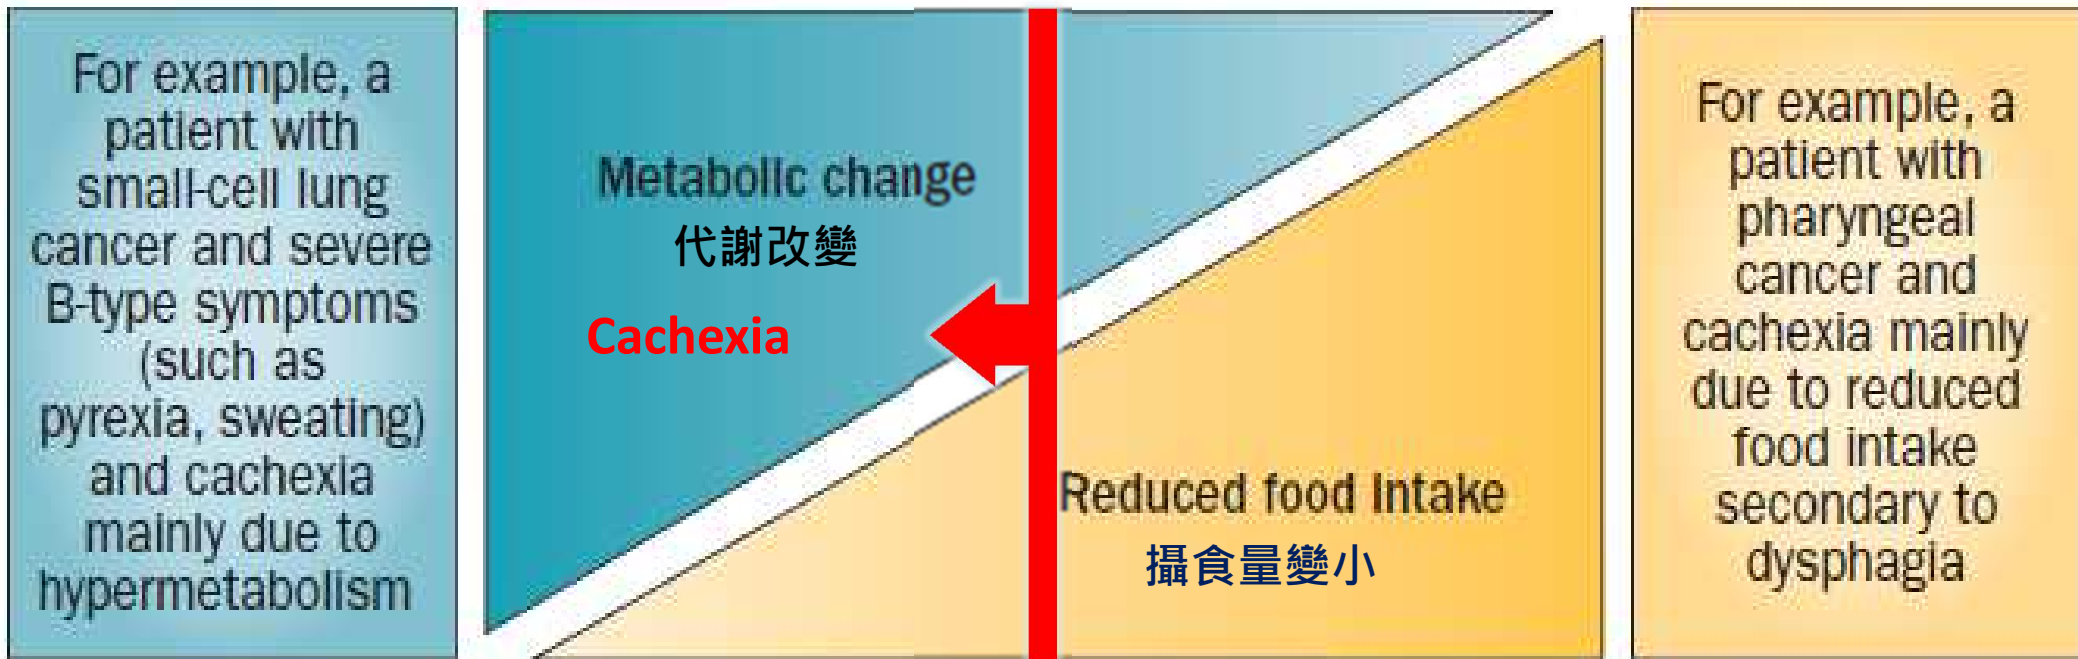 For example, a
patient with
small-cell lung
cancer and severe
B-type symptoms
(such as
pyrexia, sweating)
and cachexia
mainly due to
hypermetabolism
Metabolic change
代謝改變
Cachexia
Reduced food Intake
攝食量變小
For example, a
patient with
pharyngeal
cancer and
cachexia mainly
due to reduced
food intake
secondary to
dysphagia